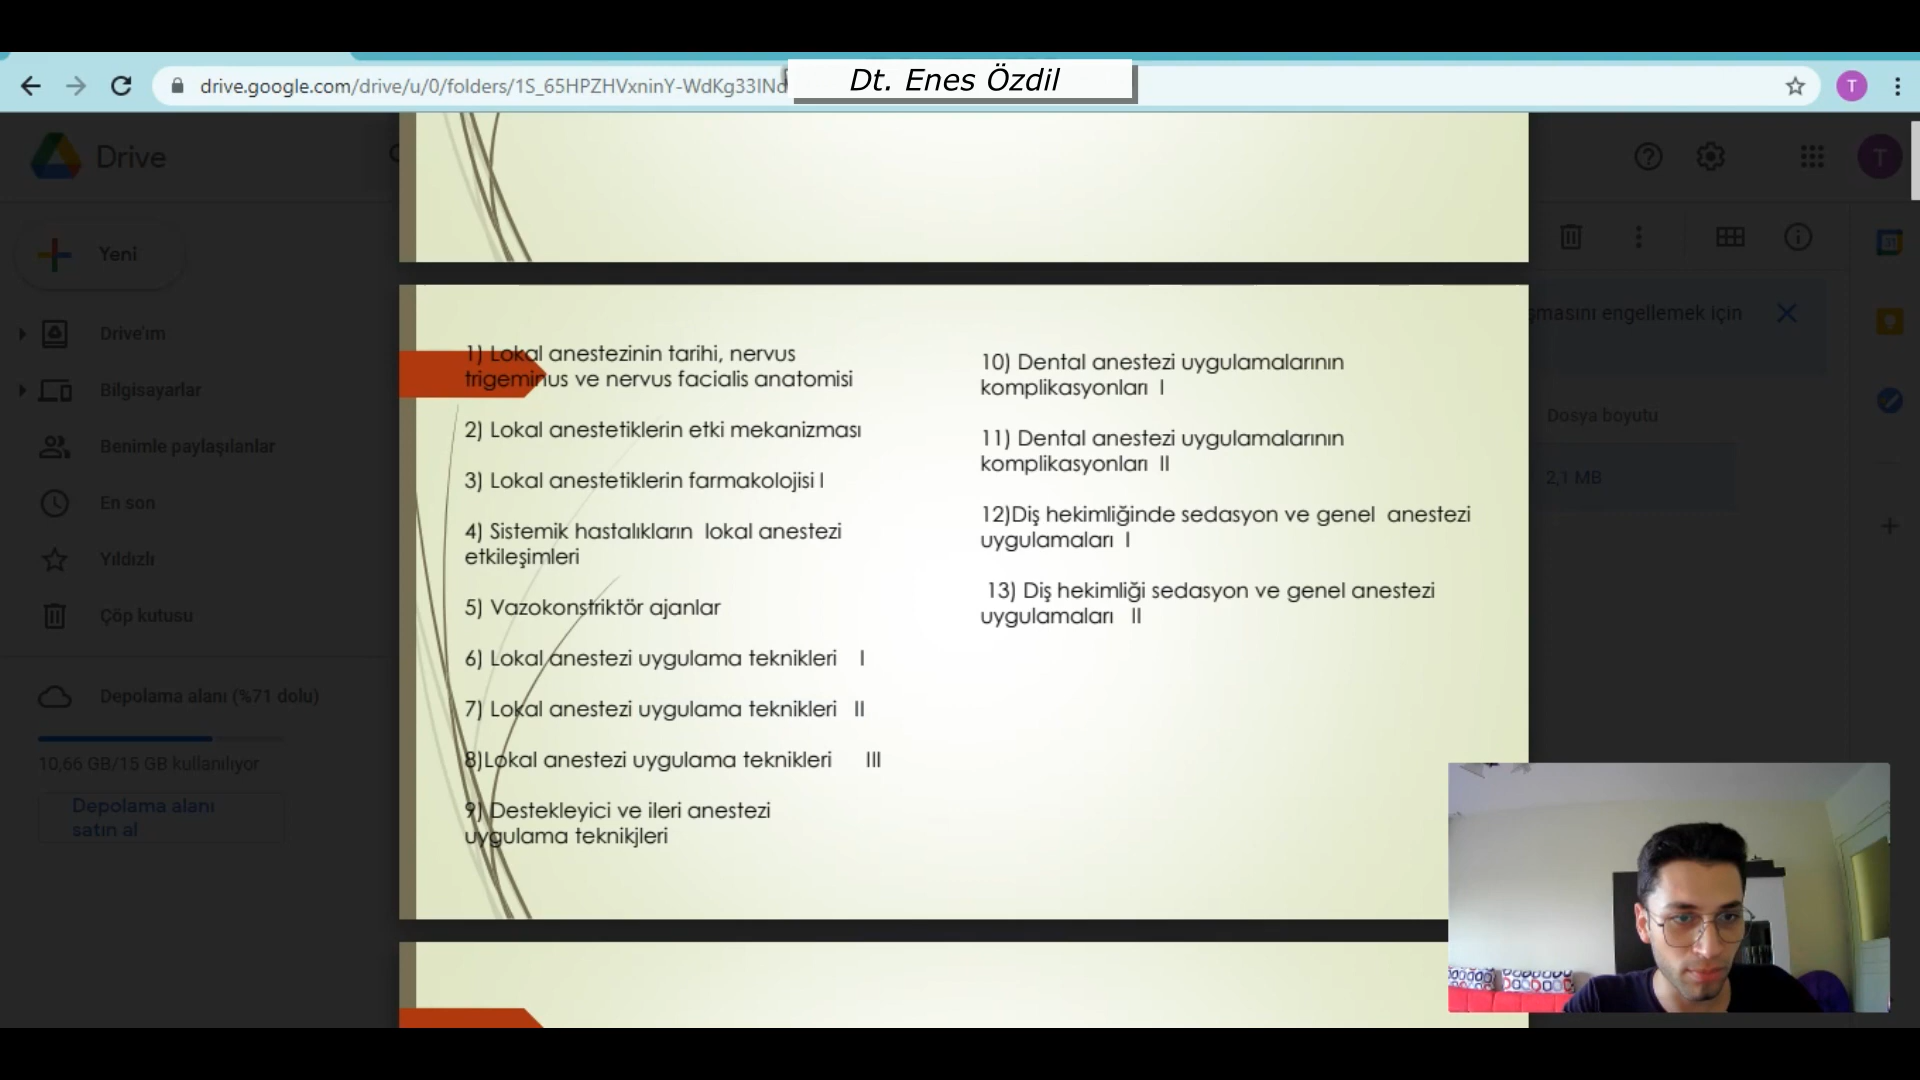 drive.google.com/drive/u/0/folders/1S_65HPZHVxninY-WdKg33INd
Dt. Enes Özdil
T
Drive
T
Yeni
Drive'ım
Bilgisayarlar
Benimle paylaşılanlar
En son
Yıldızlı
Çöp kutusu
Depolama alanı (%71 dolu)
10,66 GB/15 GB kullanılıyor
Depolama alanı
satın al
1) Lokal anestezinin tarihi, nervus
trigeminus ve nervus facialis anatomisi
2) Lokal anestetiklerin etki mekanizması
3) Lokal anestetiklerin farmakolojisi I
4) Sistemik hastalıkların lokal anestezi
etkileşimleri
5) Vazokonstriktör ajanlar
6) Lokal anestezi uygulama teknikleri I
7) Lokal anestezi uygulama teknikleri II
8)Lokal anestezi uygulama teknikleri III
9) Destekleyici ve ileri anestezi
uygulama teknikjleri
10) Dental anestezi uygulamalarının
komplikasyonları I
11) Dental anestezi uygulamalarının
komplikasyonları II
12)Diş hekimliğinde sedasyon ve genel anestezi
uygulamaları I
13) Diş hekimliği sedasyon ve genel anestezi
uygulamaları II
engellemek için
Dosya boyutu
2,1 MB
31